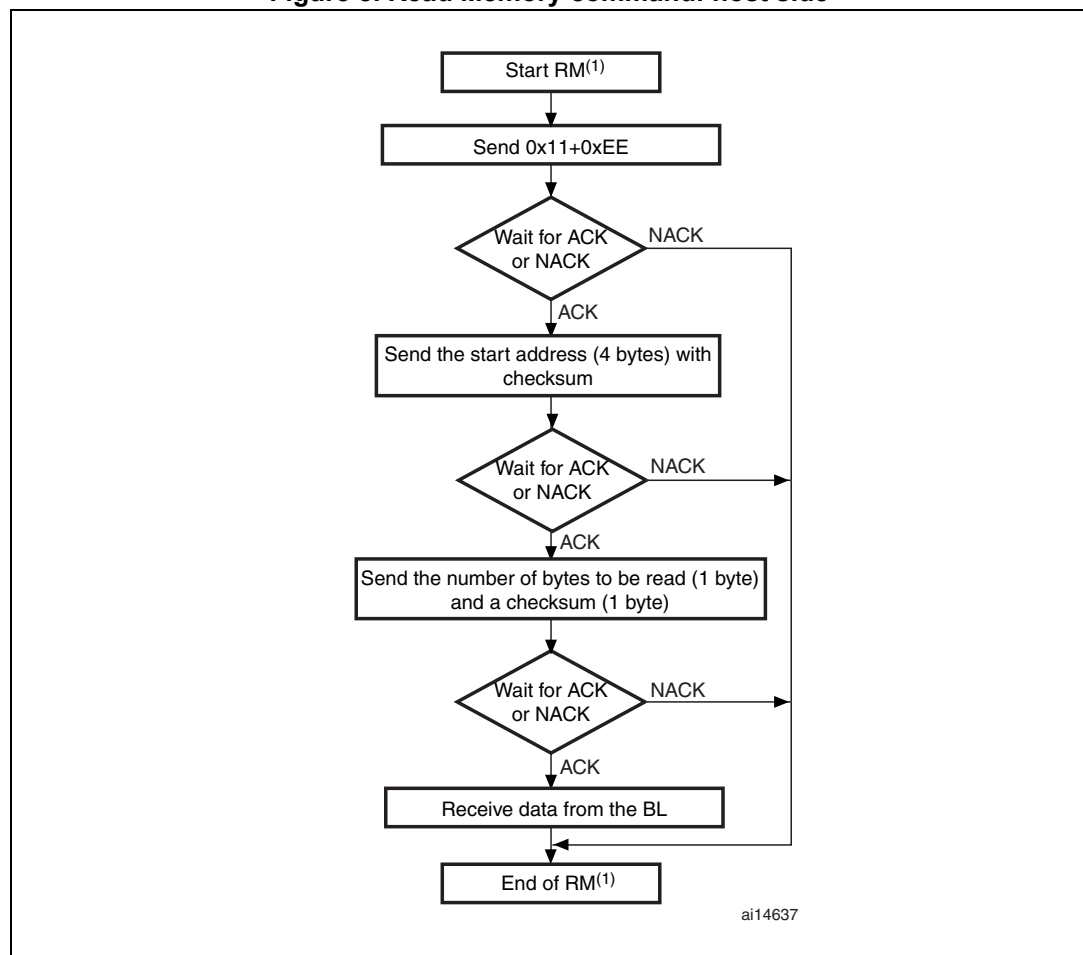 Figure 8. Read Memory command: host side
Start RM(1)
Send 0x11+0xEE
Wait for ACK
or NACK
NACK
ACK
Send the start address (4 bytes) with
checksum
Wait for ACK
or NACK
NACK
ACK
Send the number of bytes to be read (1 byte)
and a checksum (1 byte)
Wait for ACK
or NACK
NACK
ACK
Receive data from the BL
End of RM(1)
ai14637